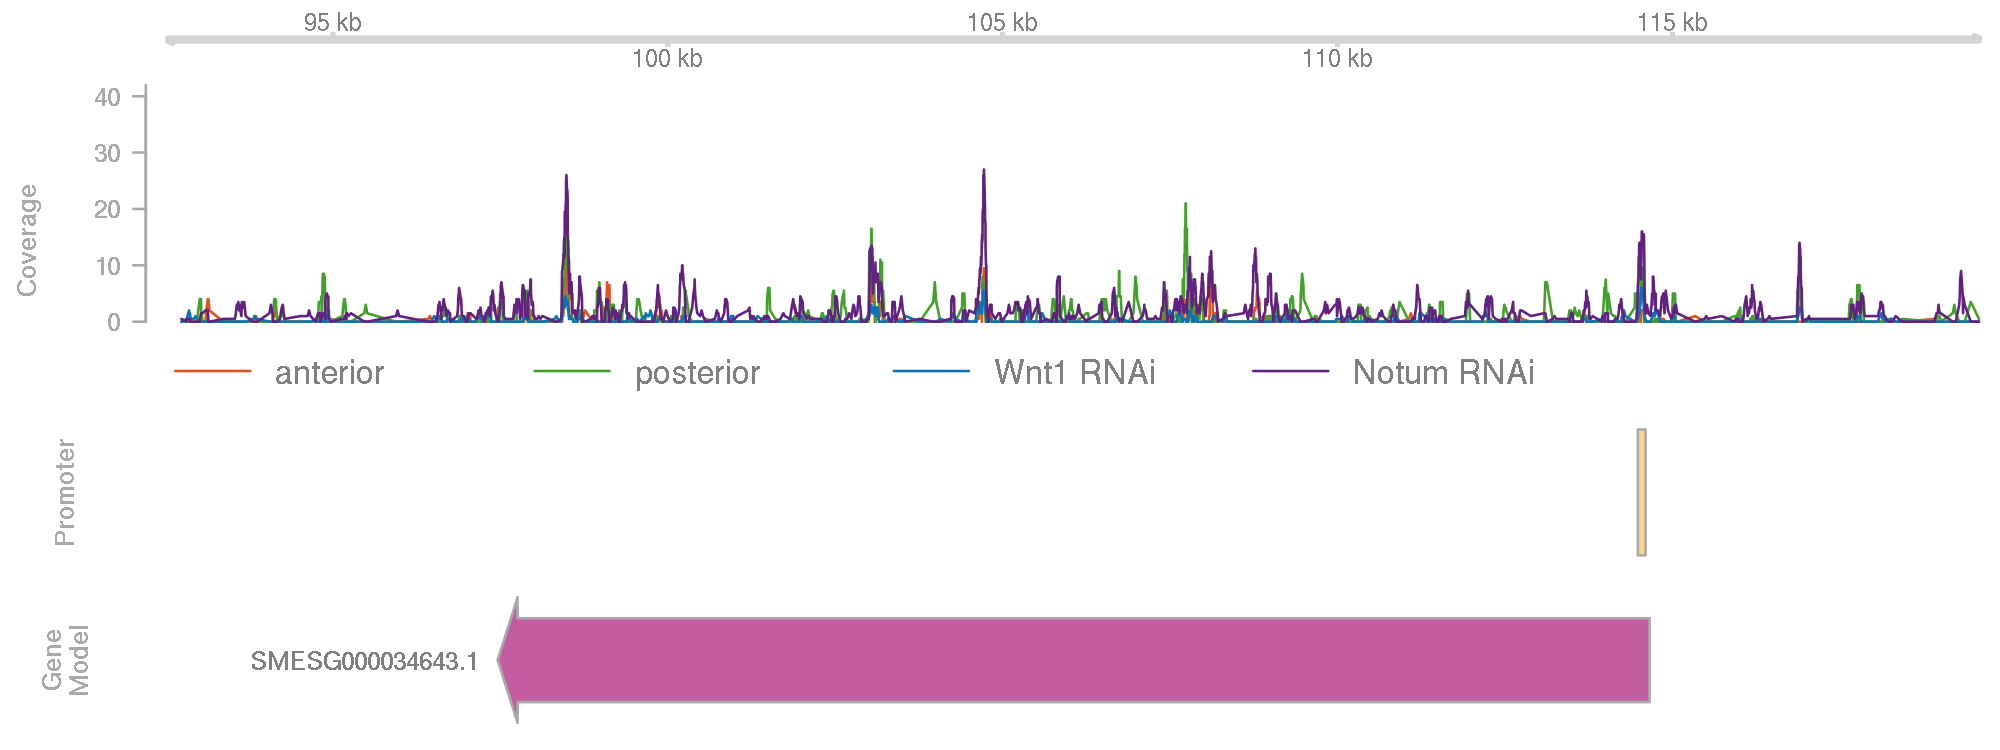 95 kb 105 kb 115 kb
100 kb 110 kb
40
30
20
10
0
Coverage
anterior posterior Wnt1 RNAi Notum RNAi
Promoter
SMESG000034643.1
Gene
Model